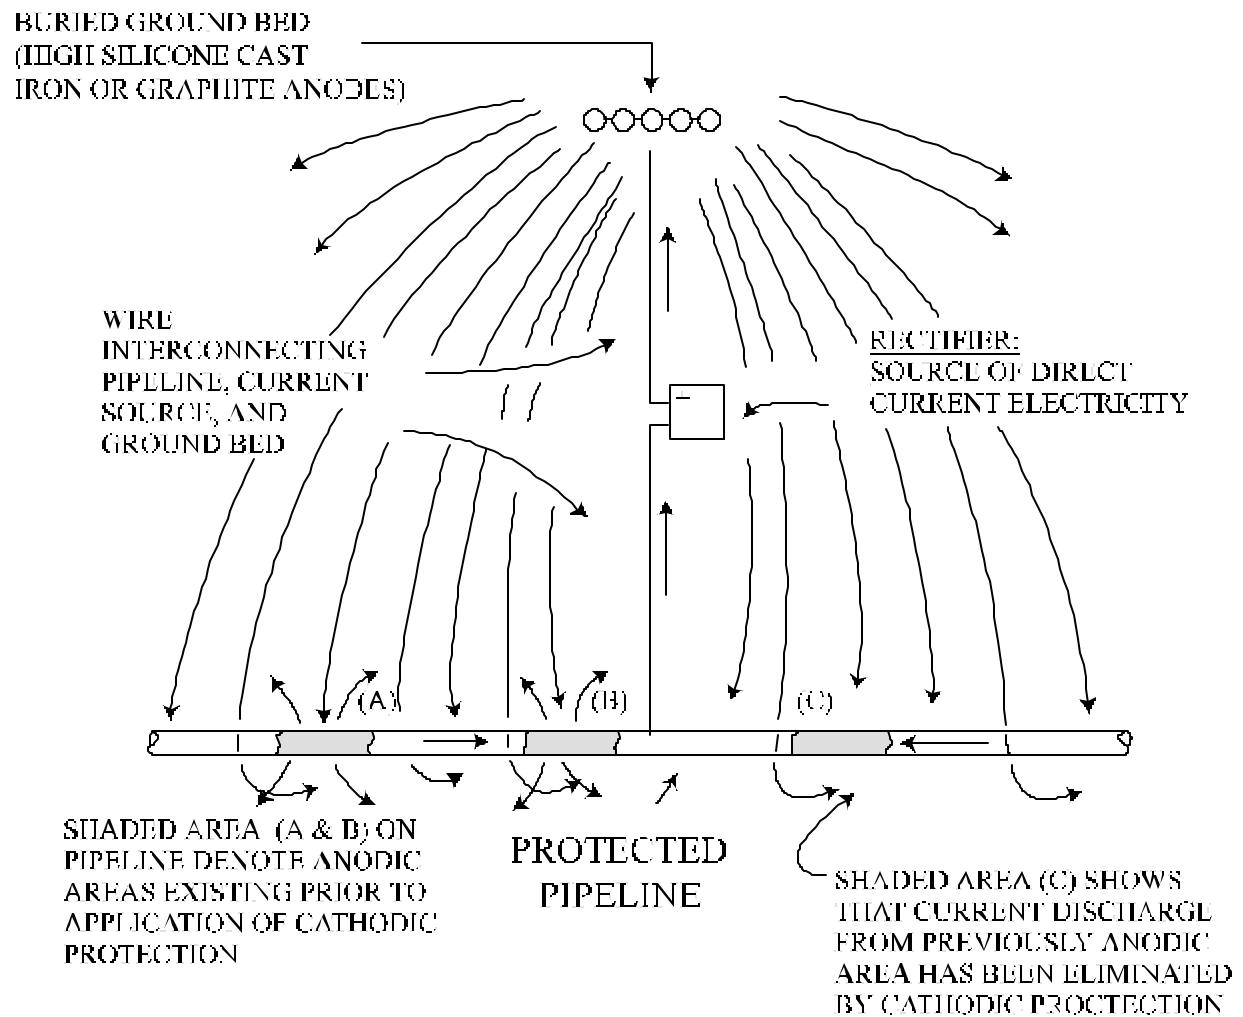 BURIED GROUND BED
(HIGH SILICONE CAST
IRON OR GRAPHITE ANODES)
WIRE
INTERCONNECTING
PIPELINE, CURRENT
SOURCE, AND
GROUND BED
RECTIFIER:
SOURCE OF DIRECT
CURRENT ELECTRICITY
(A)
(B)
(C)
SHADED AREA (A & B) ON
PIPELINE DENOTE ANODIC
AREAS EXISTING PRIOR TO
APPLICATION OF CATHODIC
PROTECTION
PROTECTED
PIPELINE
SHADED AREA (C) SHOWS
THAT CURRENT DISCHARGE
FROM PREVIOUSLY ANODIC
AREA HAS BEEN ELIMINATED
BY CATHODIC PROCTECTION